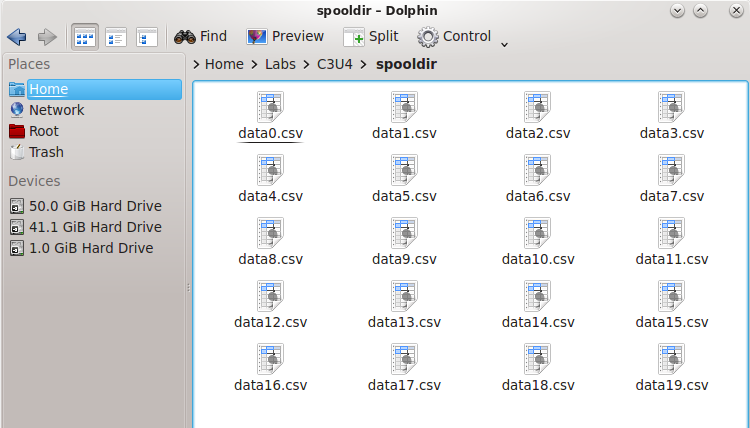 spooldir – Dolphin
Find Preview Split Control
Places
Home
Network
Root
Trash
Devices
50.0 GiB Hard Drive
41.1 GiB Hard Drive
1.0 GiB Hard Drive
Home Labs C3U4 spooldir
data0.csv data1.csv data2.csv data3.csv
data4.csv data5.csv data6.csv data7.csv
data8.csv data9.csv data10.csv data11.csv
data12.csv data13.csv data14.csv data15.csv
data16.csv data17.csv data18.csv data19.csv